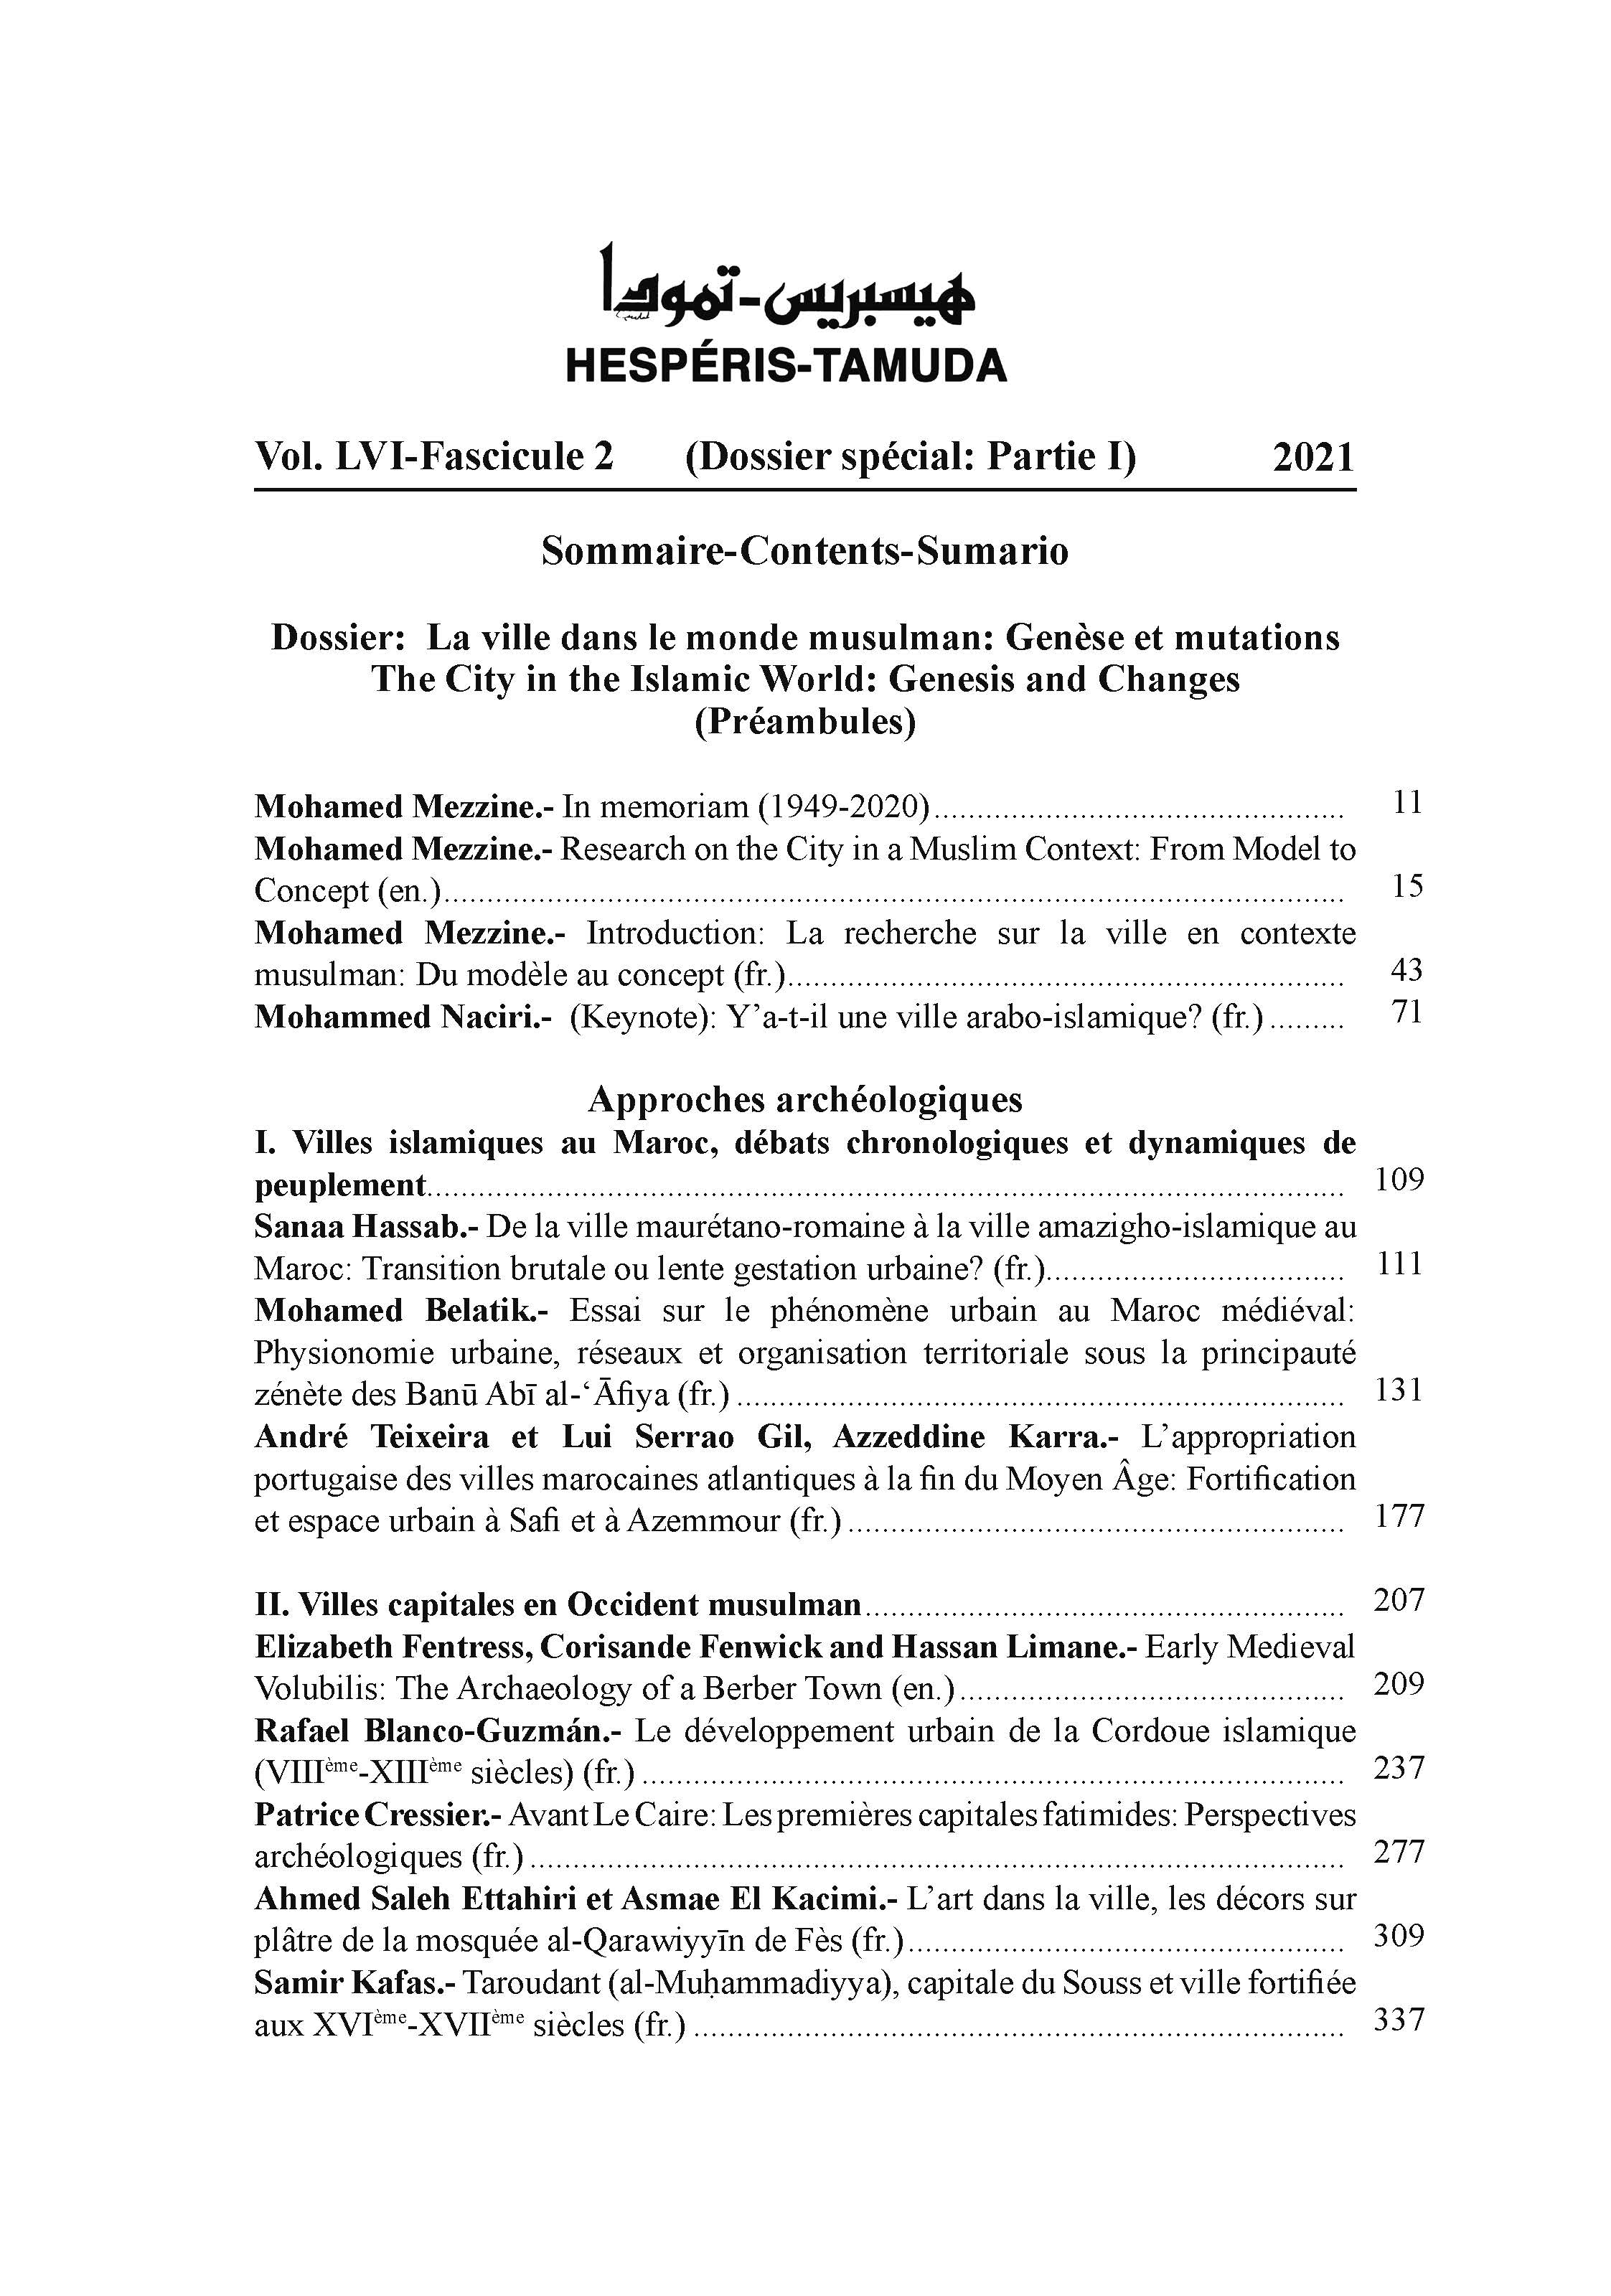 هيسبريس-تمودا
HESPÉRIS-TAMUDA
Vol. LVI-Fascicule 2 (Dossier spécial: Partie I) 2021
Sommaire-Contents-Sumario
Dossier: La ville dans le monde musulman: Genèse et mutations
The City in the Islamic World: Genesis and Changes
(Préambules)
Mohamed Mezzine.- In memoriam (1949-2020) 11
Mohamed Mezzine.- Research on the City in a Muslim Context: From Model to
Concept (en.) 15
Mohamed Mezzine.- Introduction: La recherche sur la ville en contexte
musulman: Du modèle au concept (fr.) 43
Mohammed Naciri.- (Keynote): Y’a-t-il une ville arabo-islamique? (fr.) 71
Approches archéologiques
I. Villes islamiques au Maroc, débats chronologiques et dynamiques de
peuplement 109
Sanaa Hassab.- De la ville maurétano-romaine à la ville amazigho-islamique au
Maroc: Transition brutale ou lente gestation urbaine? (fr.) 111
Mohamed Belatik.- Essai sur le phénomène urbain au Maroc médiéval:
Physionomie urbaine, réseaux et organisation territoriale sous la principauté
zénète des Banū Abī al-‘Āfiya (fr.) 131
André Teixeira et Lui Serrao Gil, Azzeddine Karra.- L’appropriation
portugaise des villes marocaines atlantiques à la fin du Moyen Âge: Fortification
et espace urbain à Safi et à Azemmour (fr.) 177
II. Villes capitales en Occident musulman 207
Elizabeth Fentress, Corisande Fenwick and Hassan Limane.- Early Medieval
Volubilis: The Archaeology of a Berber Town (en.) 209
Rafael Blanco-Guzmán.- Le développement urbain de la Cordoue islamique
(VIIIème-XIIIème siècles) (fr.) 237
Patrice Cressier.- Avant Le Caire: Les premières capitales fatimides: Perspectives
archéologiques (fr.) 277
Ahmed Saleh Ettahiri et Asmae El Kacimi.- L’art dans la ville, les décors sur
plâtre de la mosquée al-Qarawiyyīn de Fès (fr.) 309
Samir Kafas.- Taroudant (al-Muḥammadiyya), capitale du Souss et ville fortifiée
aux XVIème-XVIIème siècles (fr.) 337